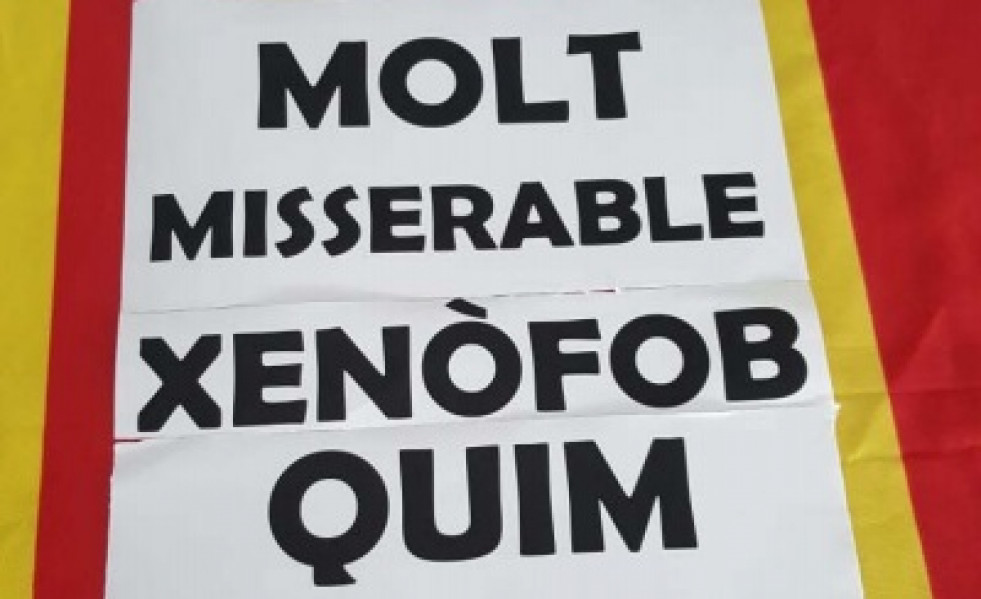 MOLT
MISSERABLE
XENÒFOB
QUIM